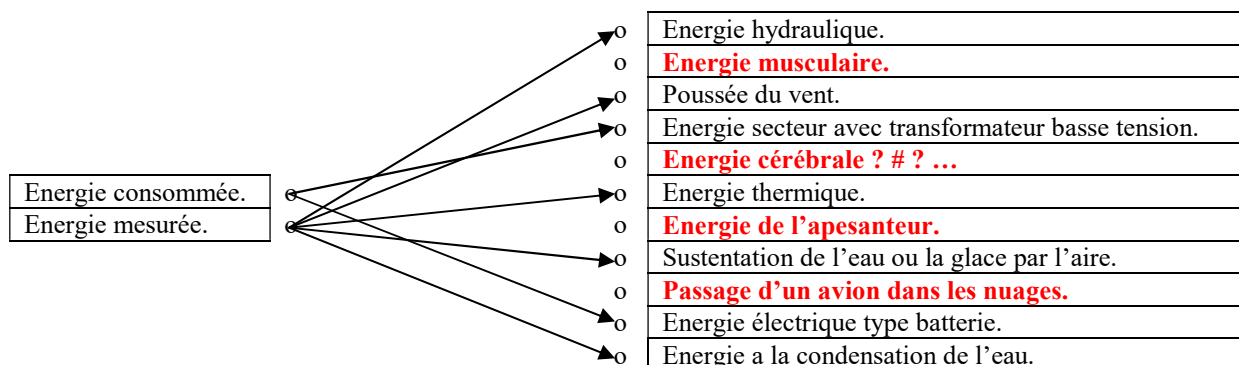 o Energie hydraulique.
o Energie musculaire.
o Poussée du vent.
o Energie secteur avec transformateur basse tension.
o Energie cérébrale ? # ? …
Energie consommée. o o Energie thermique.
Energie mesurée. o o Energie de l’apesanteur.
o Sustentation de l’eau ou la glace par l’aire.
o Passage d’un avion dans les nuages.
o Energie électrique type batterie.
o Energie a la condensation de l’eau.